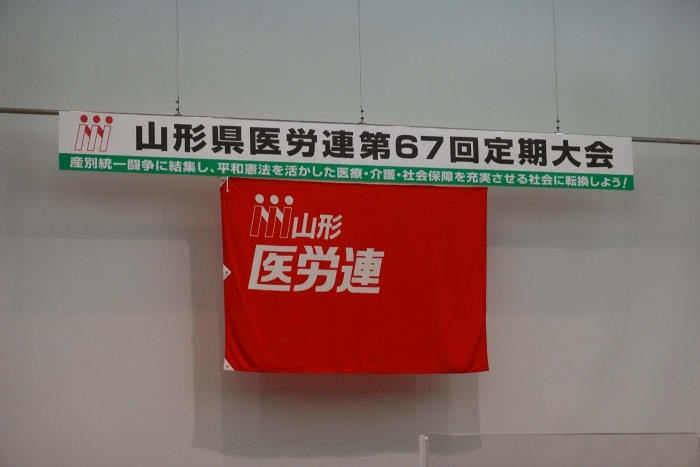 山形県医労連第67回定期大会
産別統一闘争に結集し、平和憲法を活かした医療・介護・社会保障を充実させる社会に転換しよう！
山形
医労連